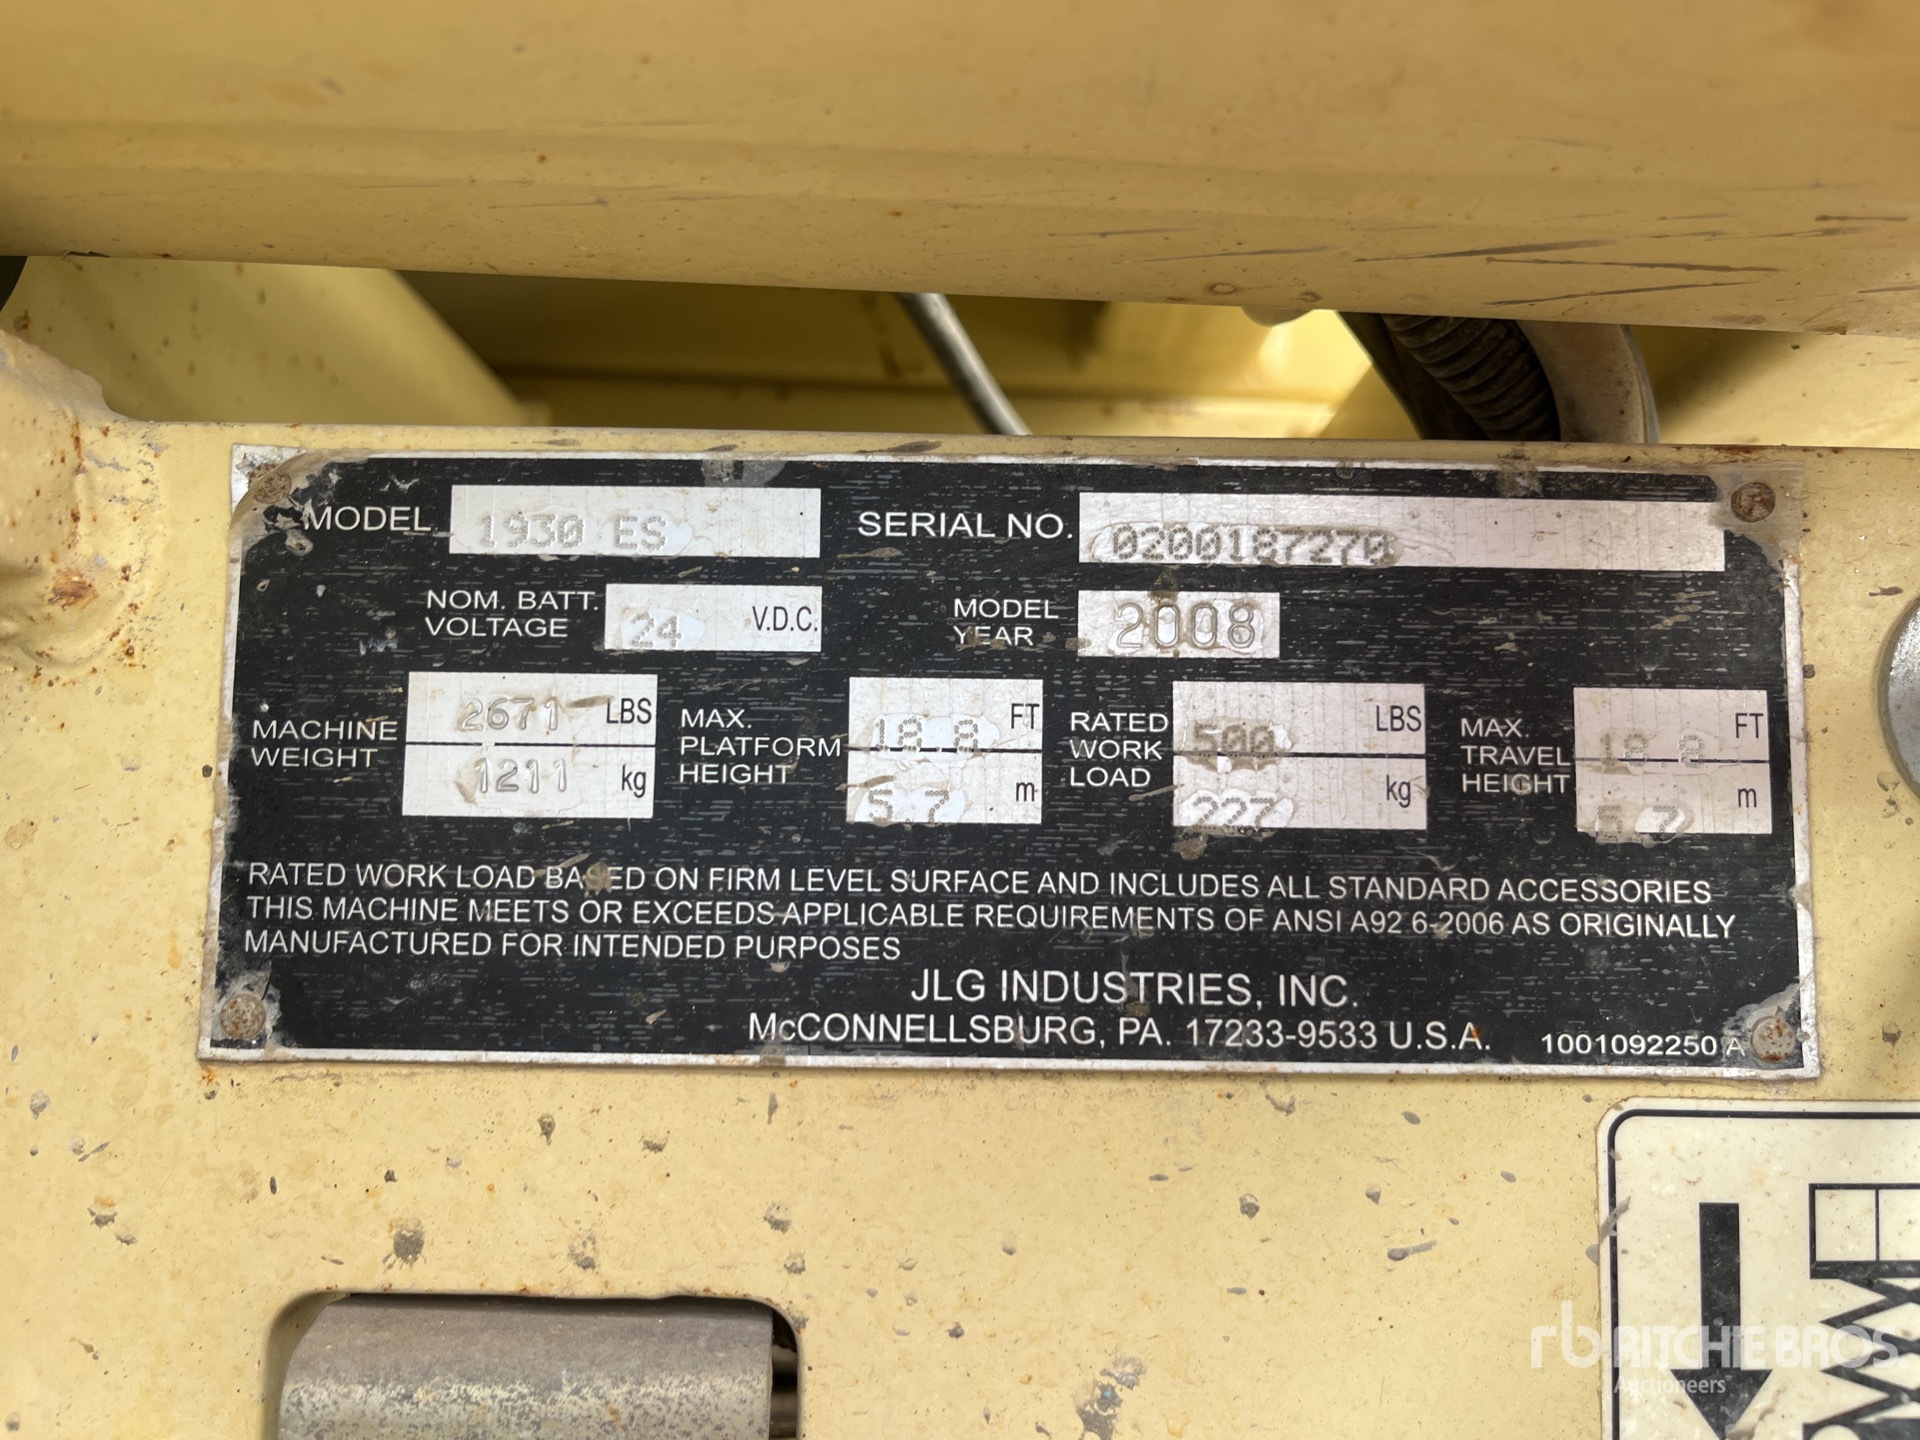 MODEL 1930 ES SERIAL NO. 0200187270
NOM. BATT. VOLTAGE 24 V.D.C. MODEL YEAR 2008
MACHINE WEIGHT 2671 LBS 1211 kg
MAX. PLATFORM HEIGHT 18.8 FT 5.7 m
RATED WORK LOAD 500 LBS 227 kg
MAX. TRAVEL HEIGHT 18.8 FT 5.7 m
RATED WORK LOAD BASED ON FIRM LEVEL SURFACE AND INCLUDES ALL STANDARD ACCESSORIES
THIS MACHINE MEETS OR EXCEEDS APPLICABLE REQUIREMENTS OF ANSI A92 6-2006 AS ORIGINALLY
MANUFACTURED FOR INTENDED PURPOSES
JLG INDUSTRIES, INC.
McCONNELLSBURG, PA. 17233-9533 U.S.A.
1001092250 A
rb RITCHIE BROS.
Auctioneers